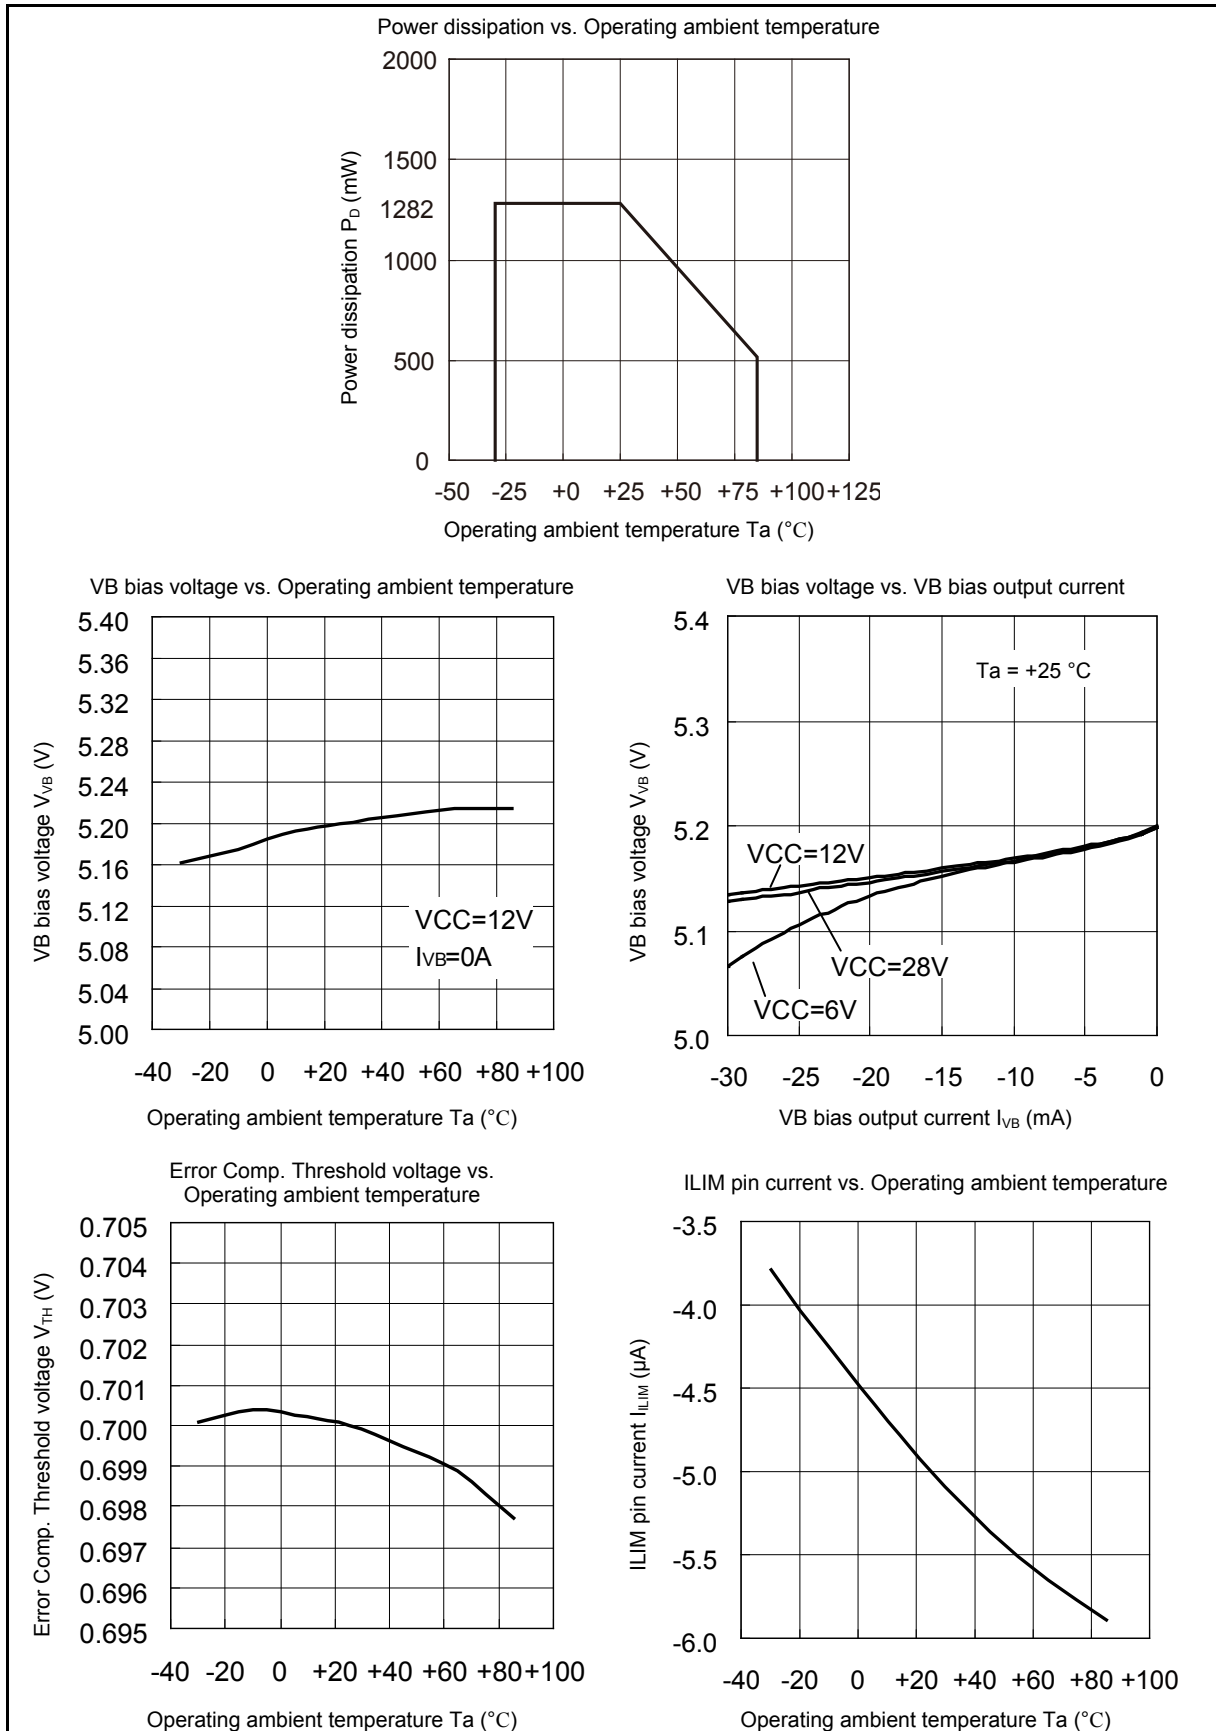 Power dissipation vs. Operating ambient temperature
2000
1500
1282
1000
500
0
Power dissipation PD (mW)
-50 -25 +0 +25 +50 +75 +100 +125
Operating ambient temperature Ta (°C)
VB bias voltage vs. Operating ambient temperature
5.40
5.36
5.32
5.28
5.24
5.20
5.16
5.12
5.08
5.04
5.00
VB bias voltage VVB (V)
VCC=12V
IVB=0A
-40 -20 0 +20 +40 +60 +80 +100
Operating ambient temperature Ta (°C)
VB bias voltage vs. VB bias output current
5.4
5.3
5.2
5.1
5.0
VB bias voltage VVB (V)
Ta = +25 °C
VCC=12V
VCC=28V
VCC=6V
-30 -25 -20 -15 -10 -5 0
VB bias output current IVB (mA)
Error Comp. Threshold voltage vs.
Operating ambient temperature
0.705
0.704
0.703
0.702
0.701
0.700
0.699
0.698
0.697
0.696
0.695
Error Comp. Threshold voltage VTH (V)
-40 -20 0 +20 +40 +60 +80 +100
Operating ambient temperature Ta (°C)
ILIM pin current vs. Operating ambient temperature
-3.5
-4.0
-4.5
-5.0
-5.5
-6.0
ILIM pin current IILIM (µA)
-40 -20 0 +20 +40 +60 +80 +100
Operating ambient temperature Ta (°C)